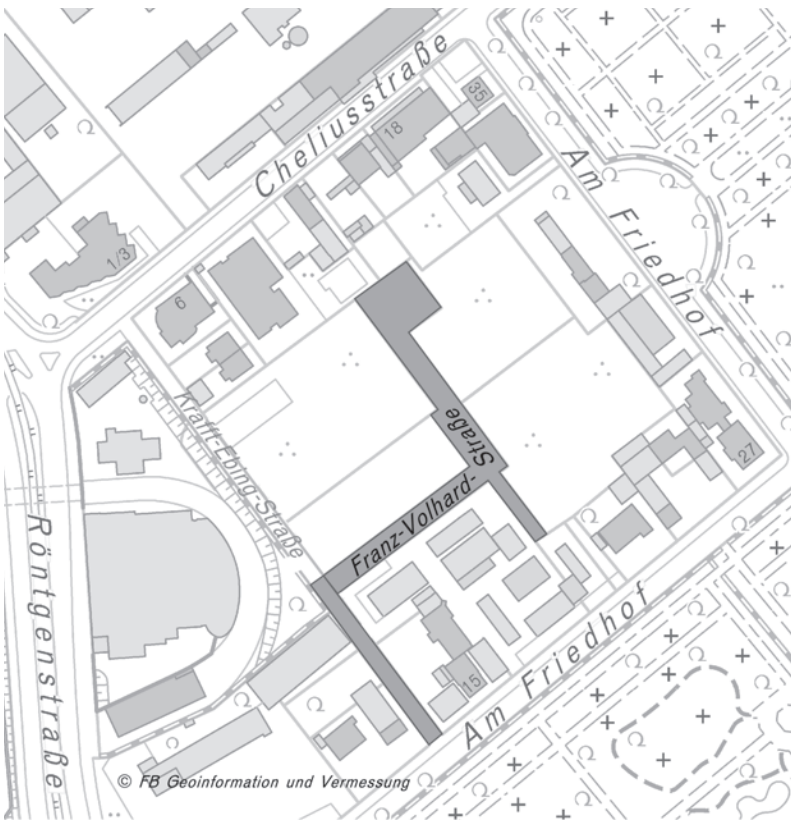 Cheliusstraße
35
18
Am Friedhof
1/3
6
Krafft-Ebing-Straße
Franz-Volhard-
Straße
27
Röntgenstraße
15
Am Friedhof
© FB Geoinformation und Vermessung